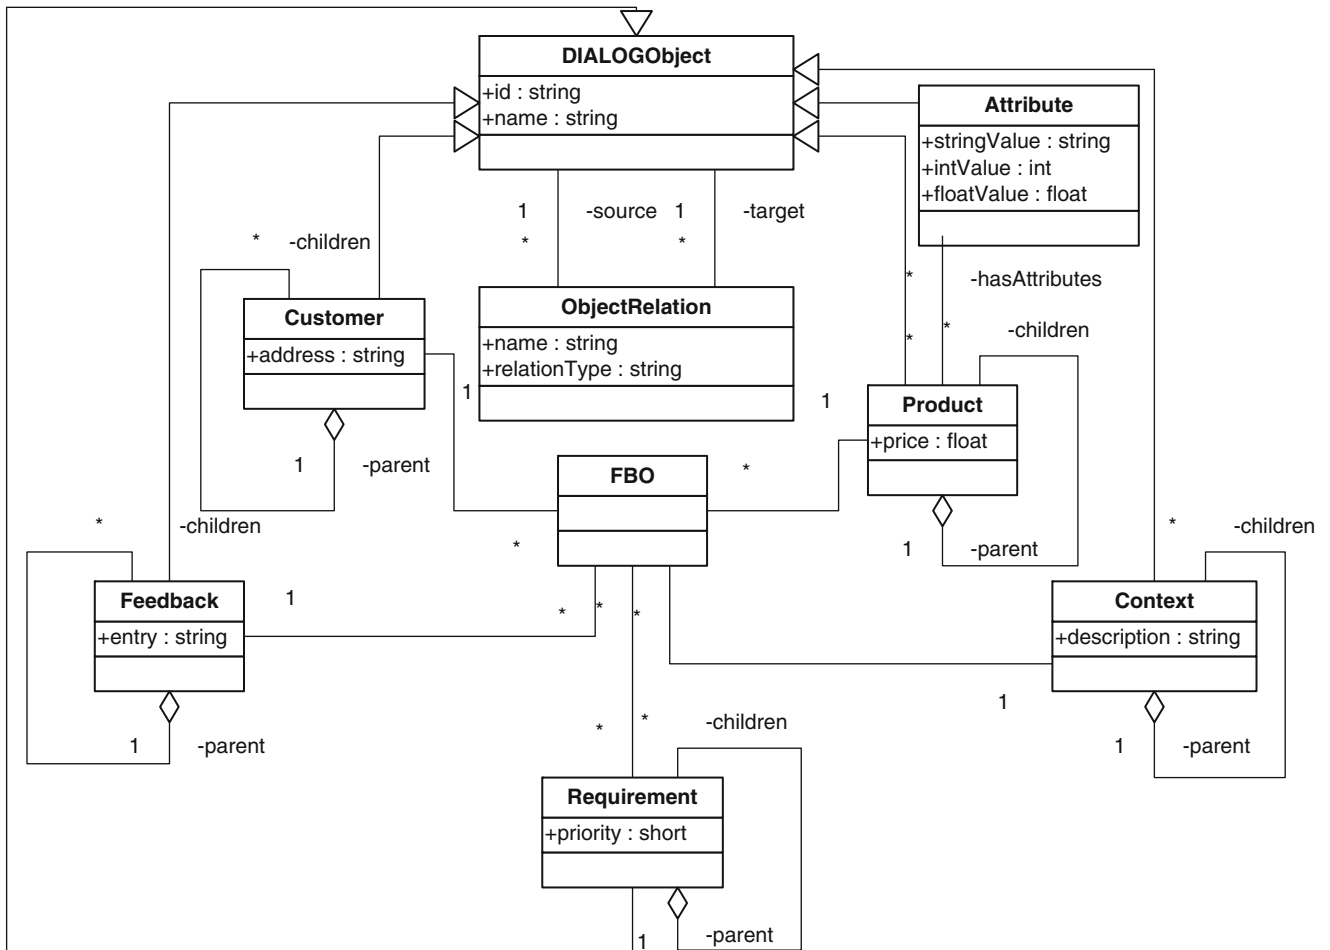 DIALOGObject
+id : string
+name : string
Attribute
+stringValue : string
+intValue : int
+floatValue : float
1
-source
1
-target
*
*
* -children
*
-hasAttributes
ObjectRelation
+name : string
+relationType : string
Customer
+address : string
*
*
-children
1
1
Product
+price : float
1
-parent
FBO
*
*
-children
*
1
-parent
*
-children
Feedback
+entry : string
1
*
*
*
Context
+description : string
1
1
-parent
*
*
-children
1
-parent
Requirement
+priority : short
1
-parent